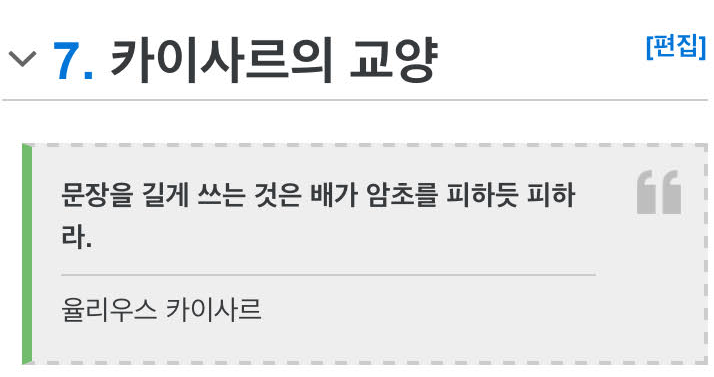 7. 카이사르의 교양 [편집]
문장을 길게 쓰는 것은 배가 암초를 피하듯 피하
라.
율리우스 카이사르